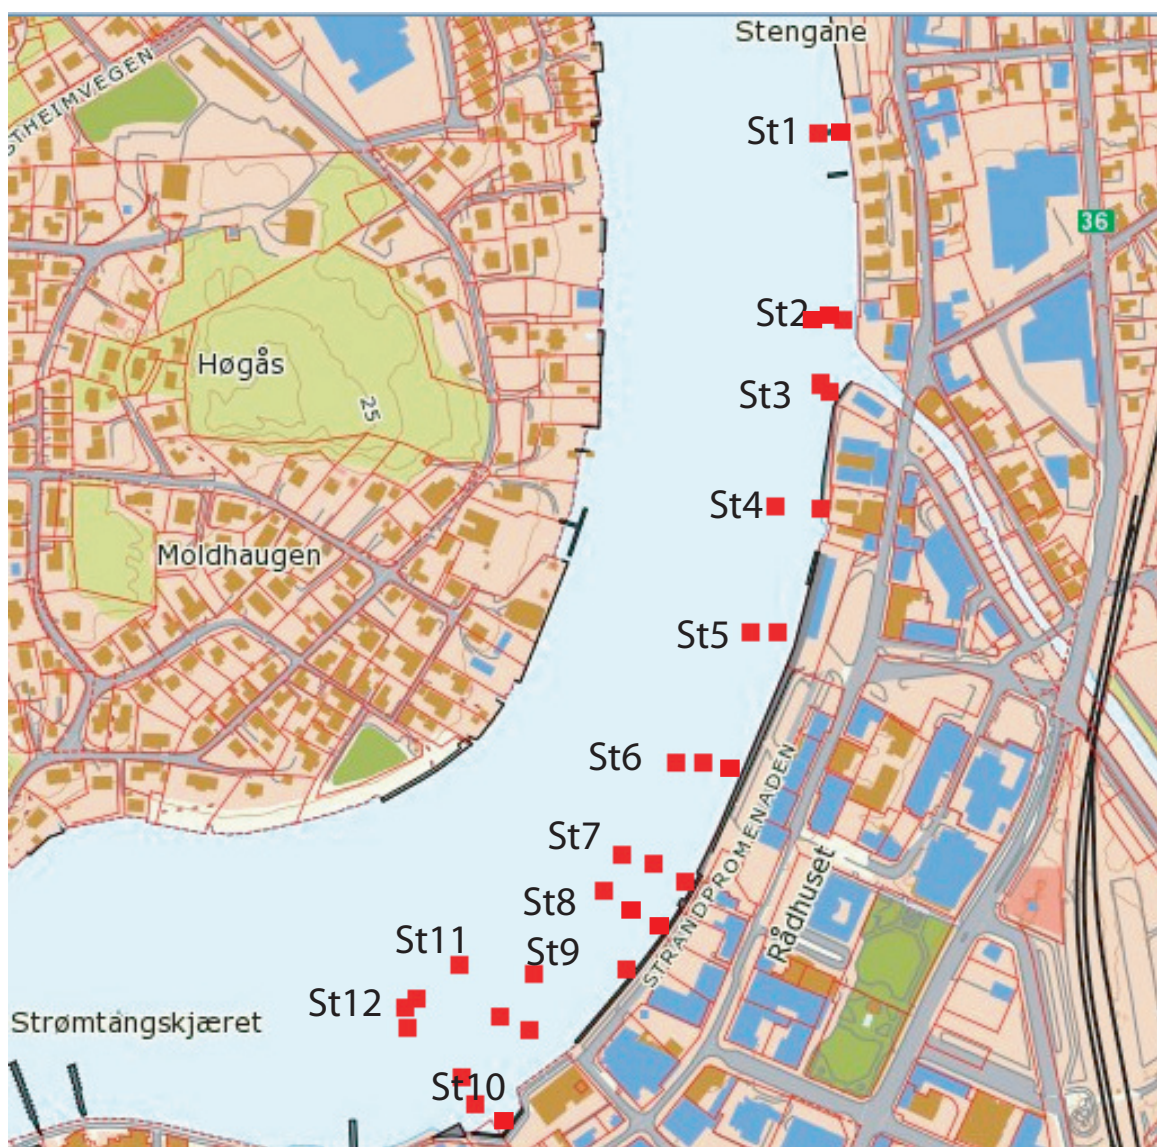 Stengane
STHEIMVEGEN
St1
36
St2
Høgås
St3
25
St4
Moldhaugen
St5
St6
STRANDPROMENADEN
St7
Rådhuset
St8
St11
St9
St12
Strømtangskjæret
St10